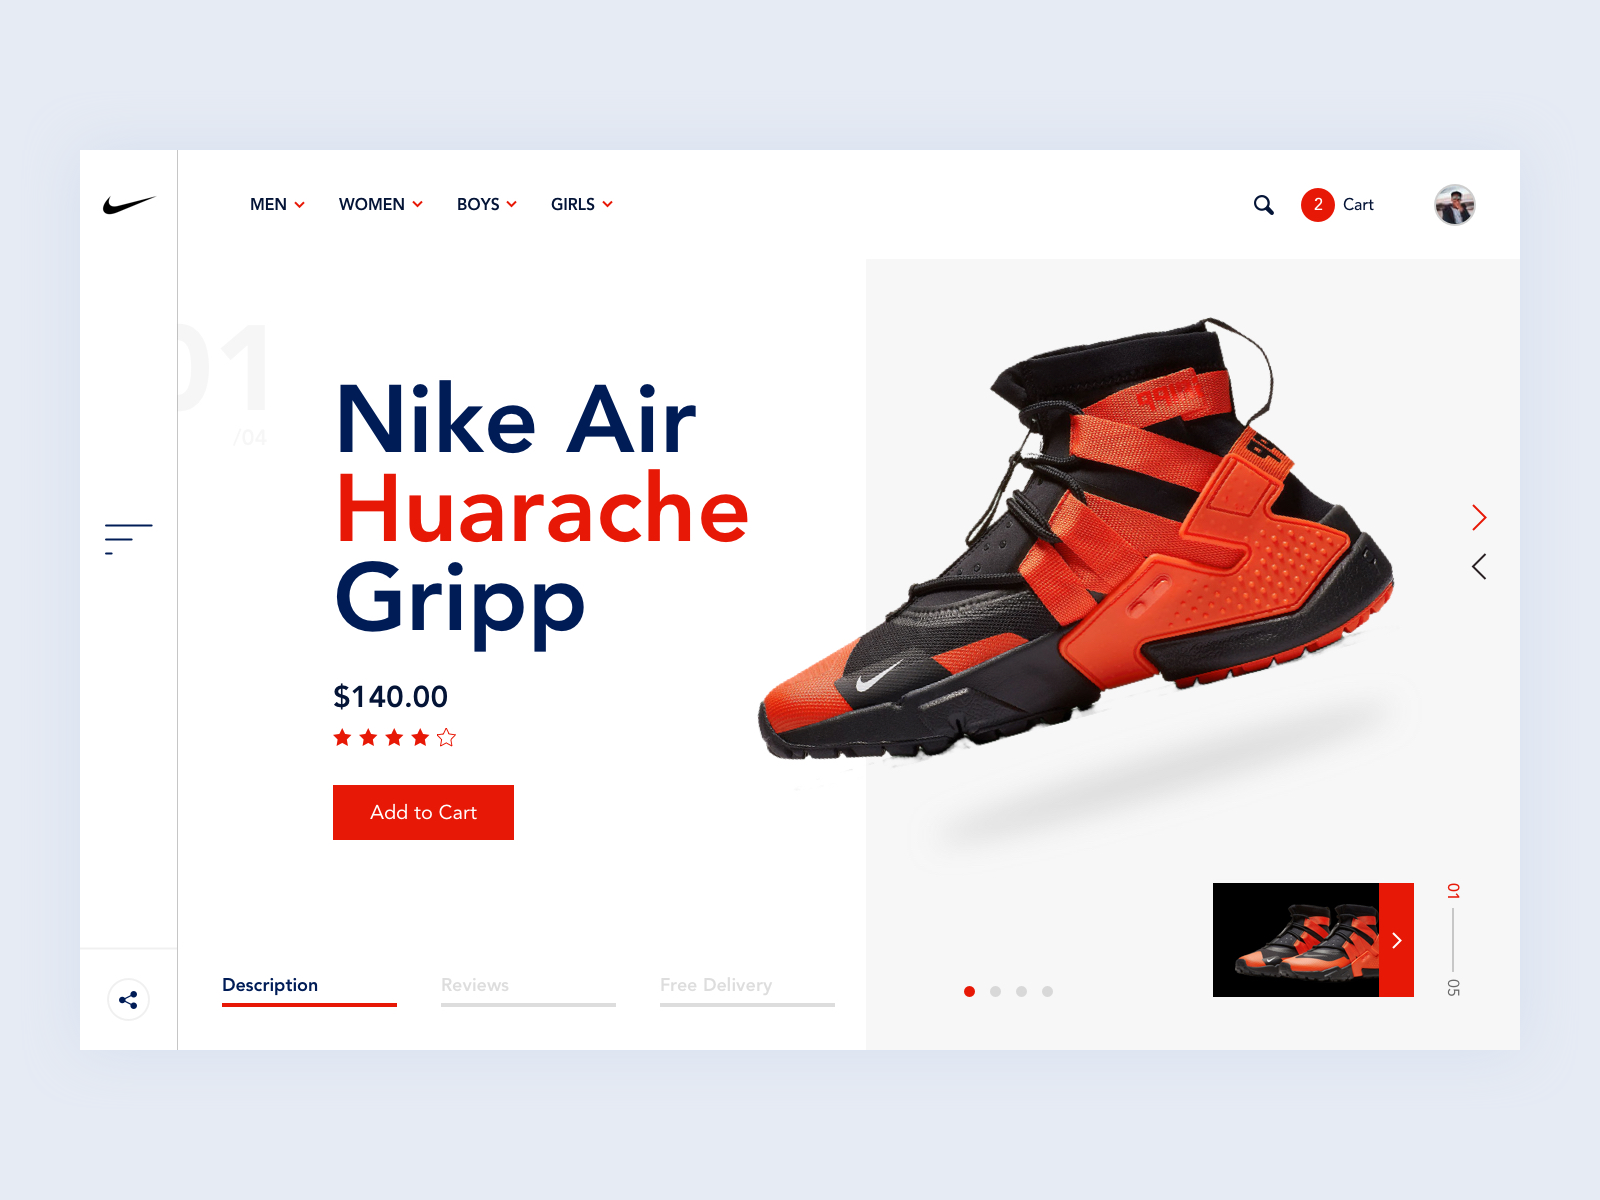 MEN
WOMEN
BOYS
GIRLS
2
Cart
01
/04
Nike Air
Huarache
Gripp
$140.00
Add to Cart
01
05
Description
Reviews
Free Delivery